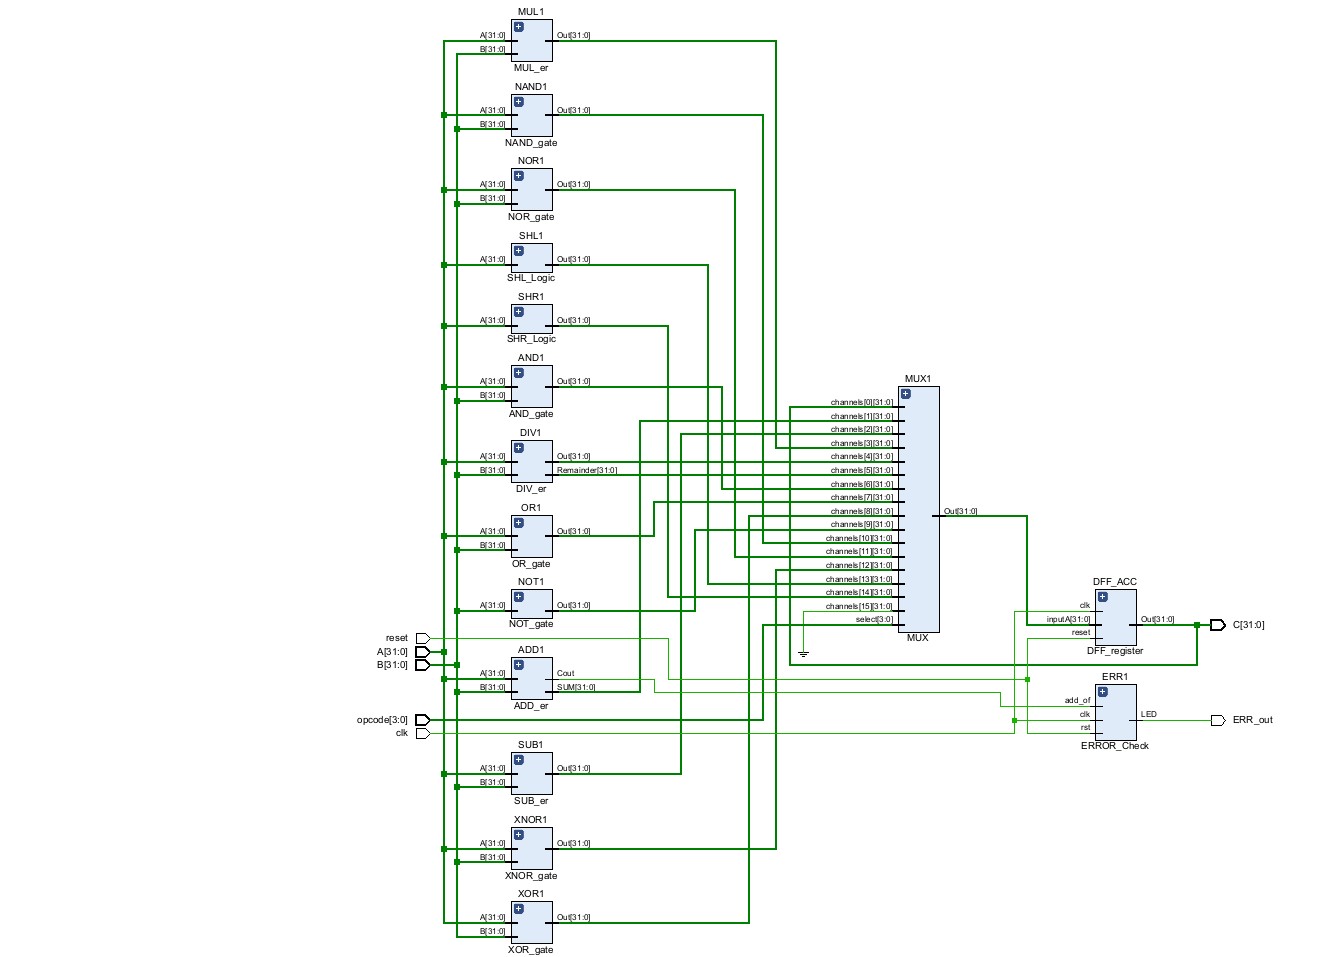 MUL1
A[31:0] Out[31:0]
B[31:0]
MUL_er
NAND1
A[31:0] Out[31:0]
B[31:0]
NAND_gate
NOR1
A[31:0] Out[31:0]
B[31:0]
NOR_gate
SHL1
A[31:0] Out[31:0]
SHL_Logic
SHR1
A[31:0] Out[31:0]
SHR_Logic
AND1
A[31:0] Out[31:0]
B[31:0]
AND_gate
DIV1
A[31:0] Out[31:0]
B[31:0] Remainder[31:0]
DIV_er
OR1
A[31:0] Out[31:0]
B[31:0]
OR_gate
NOT1
A[31:0] Out[31:0]
NOT_gate
reset
A[31:0]
B[31:0]
ADD1
A[31:0] Cout
B[31:0] SUM[31:0]
ADD_er
opcode[3:0]
clk
SUB1
A[31:0] Out[31:0]
B[31:0]
SUB_er
XNOR1
A[31:0] Out[31:0]
B[31:0]
XNOR_gate
XOR1
A[31:0] Out[31:0]
B[31:0]
XOR_gate
MUX1
channels[0][31:0]
channels[1][31:0]
channels[2][31:0]
channels[3][31:0]
channels[4][31:0]
channels[5][31:0]
channels[6][31:0]
channels[7][31:0]
channels[8][31:0] Out[31:0]
channels[9][31:0]
channels[10][31:0]
channels[11][31:0]
channels[12][31:0]
channels[13][31:0]
channels[14][31:0]
channels[15][31:0]
select[3:0]
MUX
DFF_ACC
clk
inputA[31:0] Out[31:0] C[31:0]
reset
DFF_register
ERR1
add_of
clk LED ERR_out
rst
ERROR_Check